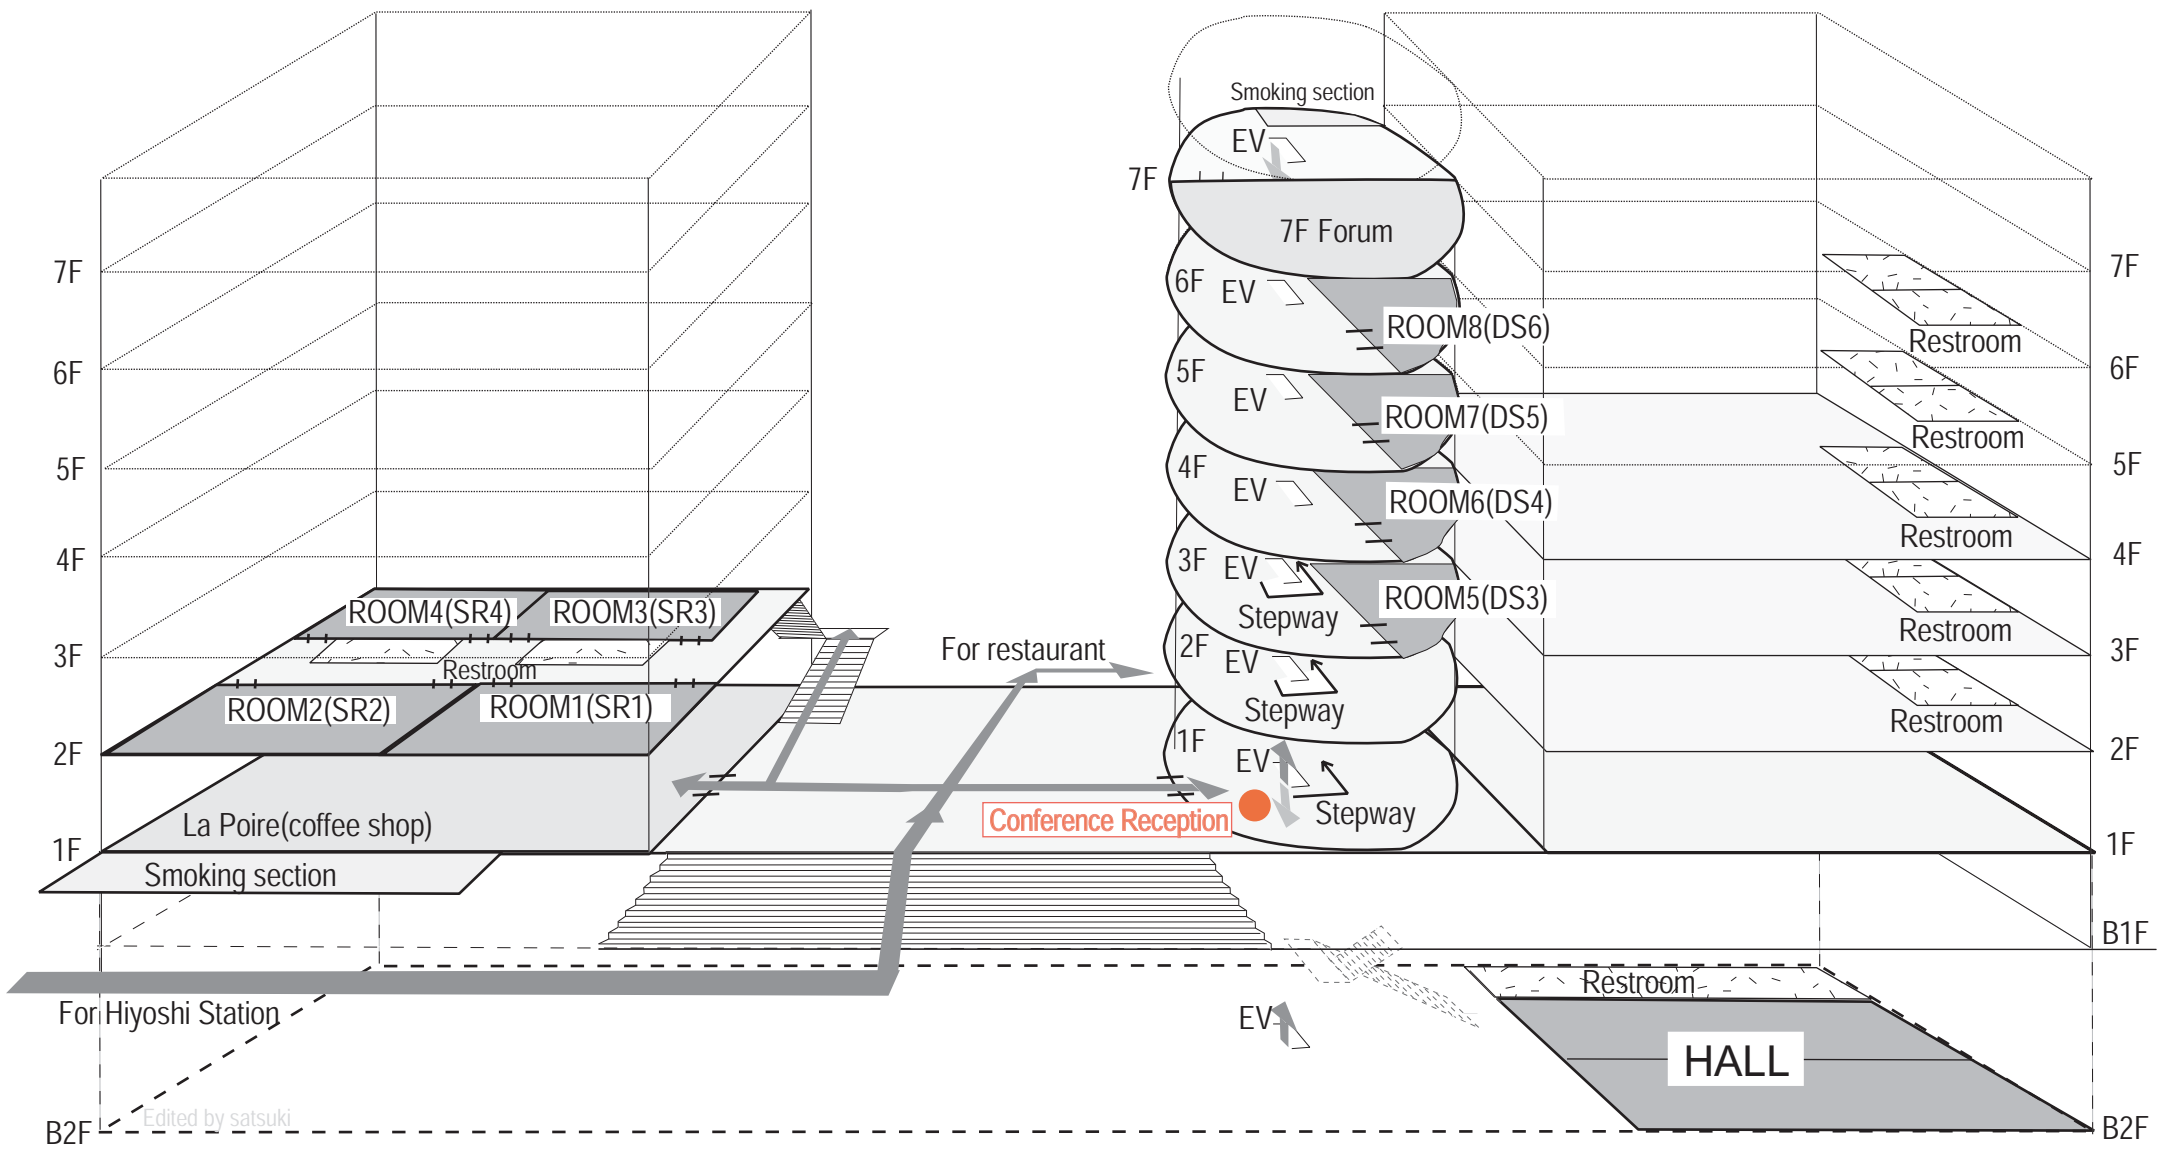 Smoking section
EV
7F
7F Forum
7F
7F
6F
EV
ROOM8(DS6)
Restroom
6F
6F
5F
EV
ROOM7(DS5)
Restroom
5F
5F
4F
EV
ROOM6(DS4)
Restroom
4F
4F
3F
EV
Stepway
ROOM5(DS3)
Restroom
ROOM4(SR4)
ROOM3(SR3)
3F
Restroom
For restaurant
2F
EV
Stepway
3F
ROOM2(SR2)
ROOM1(SR1)
Restroom
2F
1F
EV
2F
La Poire(coffee shop)
Conference Reception
Stepway
1F
1F
Smoking section
B1F
Restroom
For Hiyoshi Station
EV
HALL
Edited by satsuki
B2F
B2F